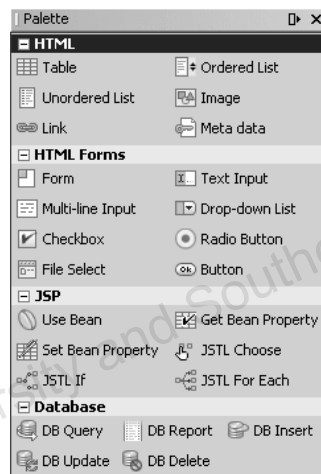 Palette
HTML
Table Ordered List
Unordered List Image
Link Meta data
HTML Forms
Form Text Input
Multi-line Input Drop-down List
Checkbox Radio Button
File Select Button
JSP
Use Bean Get Bean Property
Set Bean Property JSTL Choose
JSTL If JSTL For Each
Database
DB Query DB Report DB Insert
DB Update DB Delete